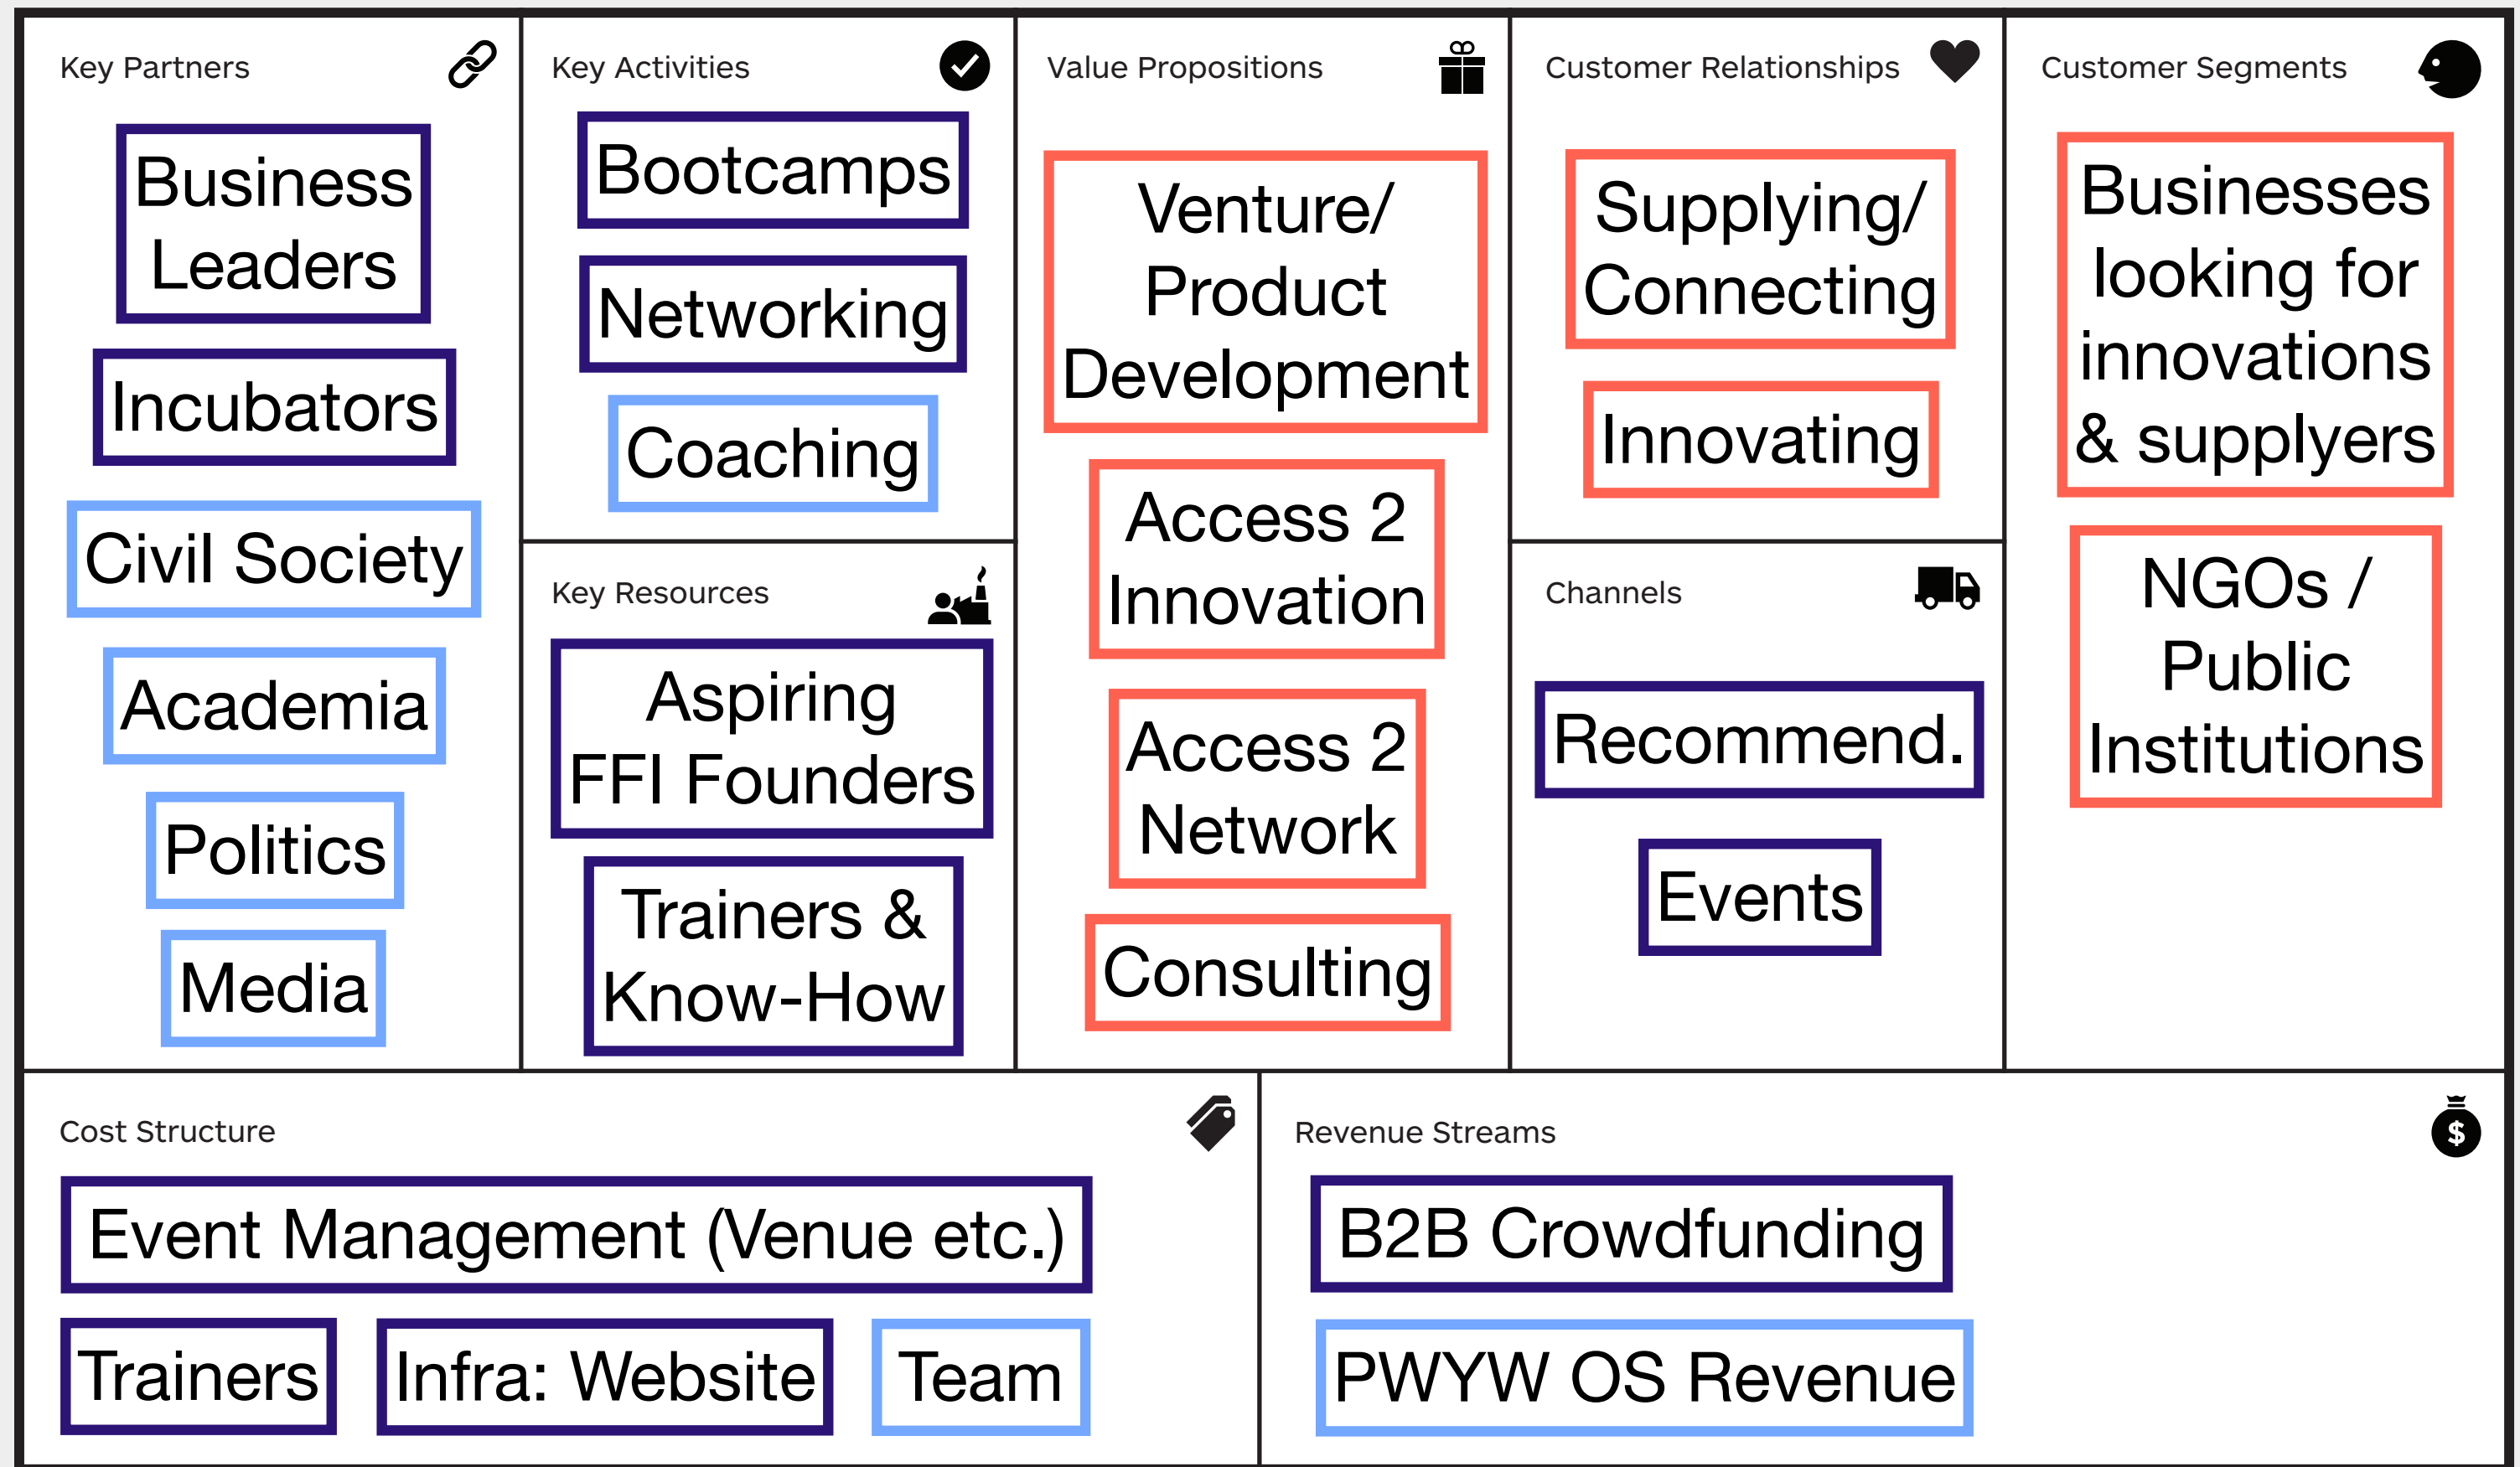 Key Partners
Business
Leaders
Incubators
Civil Society
Academia
Politics
Media
Key Activities
Bootcamps
Networking
Coaching
Key Resources
Aspiring
FFI Founders
Trainers &
Know-How
Value Propositions
Venture/
Product
Development
Access 2
Innovation
Access 2
Network
Consulting
Customer Relationships
Supplying/
Connecting
Innovating
Channels
Recommend.
Events
Customer Segments
Businesses
looking for
innovations
& supplyers
NGOs /
Public
Institutions
Cost Structure
Event Management (Venue etc.)
Trainers
Infra: Website
Team
Revenue Streams
$
B2B Crowdfunding
PWYW OS Revenue